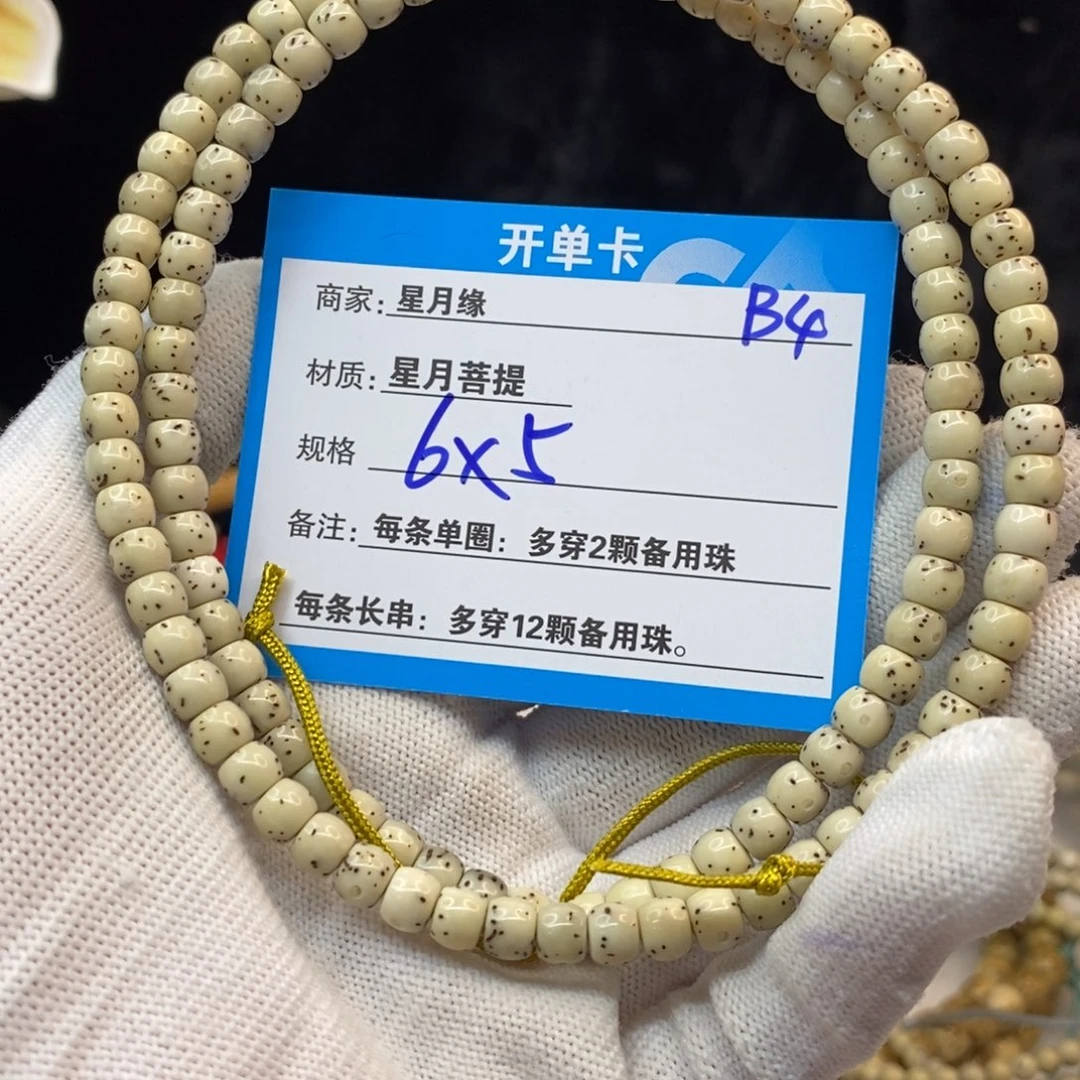 开单卡
商家：星月缘 B4
材质：星月菩提
规格 6x5
备注：每条单圈：多穿2颗备用珠
每条长串：多穿12颗备用珠。